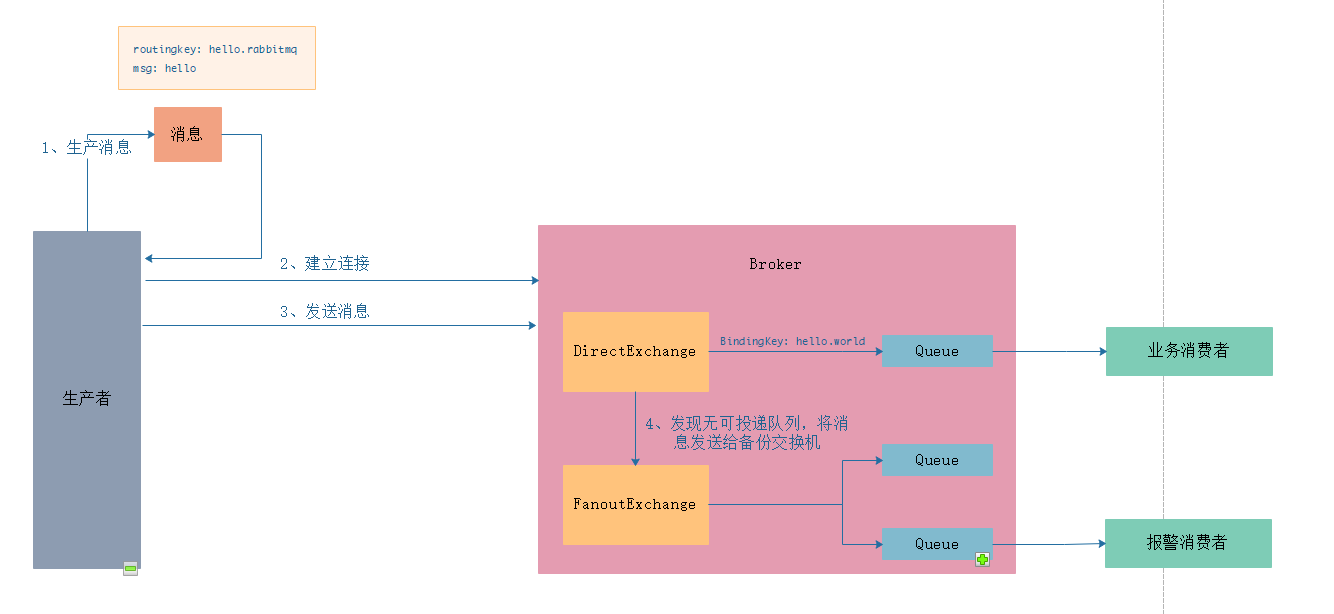 routingkey: hello.rabbitmq
msg: hello
消息
1、生产消息
2、建立连接
3、发送消息
生产者
Broker
DirectExchange
BindingKey: hello.world
Queue
业务消费者
4、发现无可投递队列，将消
息发送给备份交换机
Queue
FanoutExchange
Queue
报警消费者